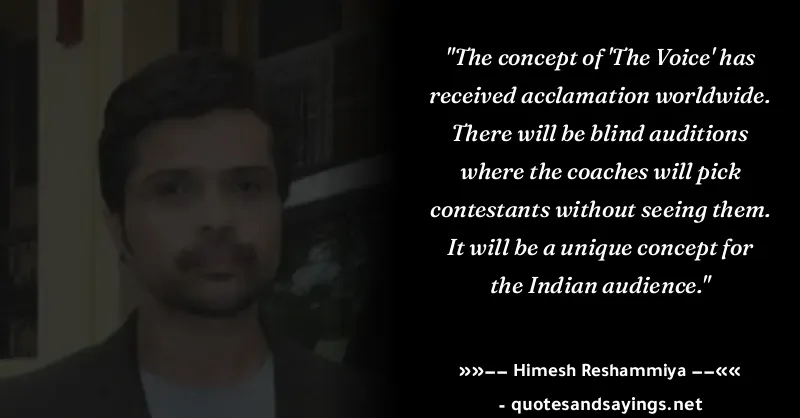 "The concept of 'The Voice' has
received acclamation worldwide.
There will be blind auditions
where the coaches will pick
contestants without seeing them.
It will be a unique concept for
the Indian audience."
»»-- Himesh Reshammiya --««
- quotesandsayings.net